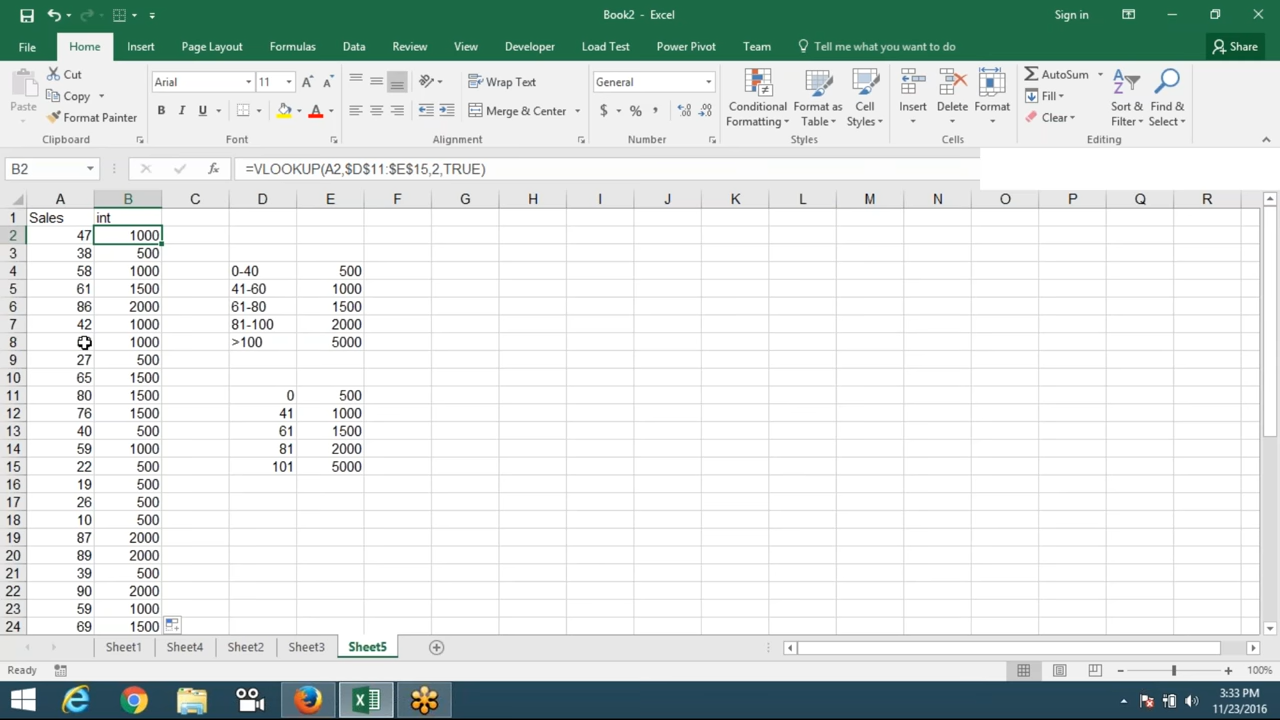 Book2 - Excel
Sign in
File Home Insert Page Layout Formulas Data Review View Developer Load Test Power Pivot Team Tell me what you want to do Share
Paste
Cut
Copy
Format Painter
Arial 11
B I U
Wrap Text
Merge & Center
General
$ % ,
Conditional Formatting
Format as Table
Cell Styles
Insert
Delete
Format
AutoSum
Fill
Clear
Sort & Filter
Find & Select
Clipboard Font Alignment Number Styles Cells Editing
B2 fx =VLOOKUP(A2,$D$11:$E$15,2,TRUE)
A B C D E F G H I J K L M N O P Q R
1 Sales int
2 47 1000
3 38 500
4 58 1000 0-40 500
5 61 1500 41-60 1000
6 86 2000 61-80 1500
7 42 1000 81-100 2000
8 1000 >100 5000
9 27 500
10 65 1500
11 80 1500 0 500
12 76 1500 41 1000
13 40 500 61 1500
14 59 1000 81 2000
15 22 500 101 5000
16 19 500
17 26 500
18 10 500
19 87 2000
20 89 2000
21 39 500
22 90 2000
23 59 1000
24 69 1500
Sheet1 Sheet4 Sheet2 Sheet3 Sheet5
Ready 100%
3:33 PM
11/23/2016